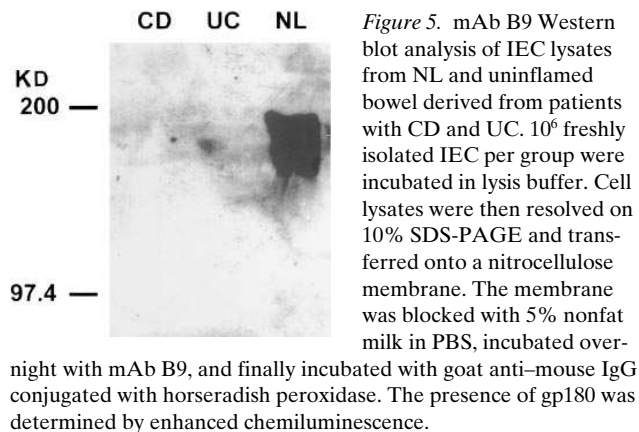 CD UC NL
KD
200
97.4
Figure 5. mAb B9 Western
blot analysis of IEC lysates
from NL and uninflamed
bowel derived from patients
with CD and UC. 10⁶ freshly
isolated IEC per group were
incubated in lysis buffer. Cell
lysates were then resolved on
10% SDS-PAGE and trans-
ferred onto a nitrocellulose
membrane. The membrane
was blocked with 5% nonfat
milk in PBS, incubated over-
night with mAb B9, and finally incubated with goat anti–mouse IgG
conjugated with horseradish peroxidase. The presence of gp180 was
determined by enhanced chemiluminescence.